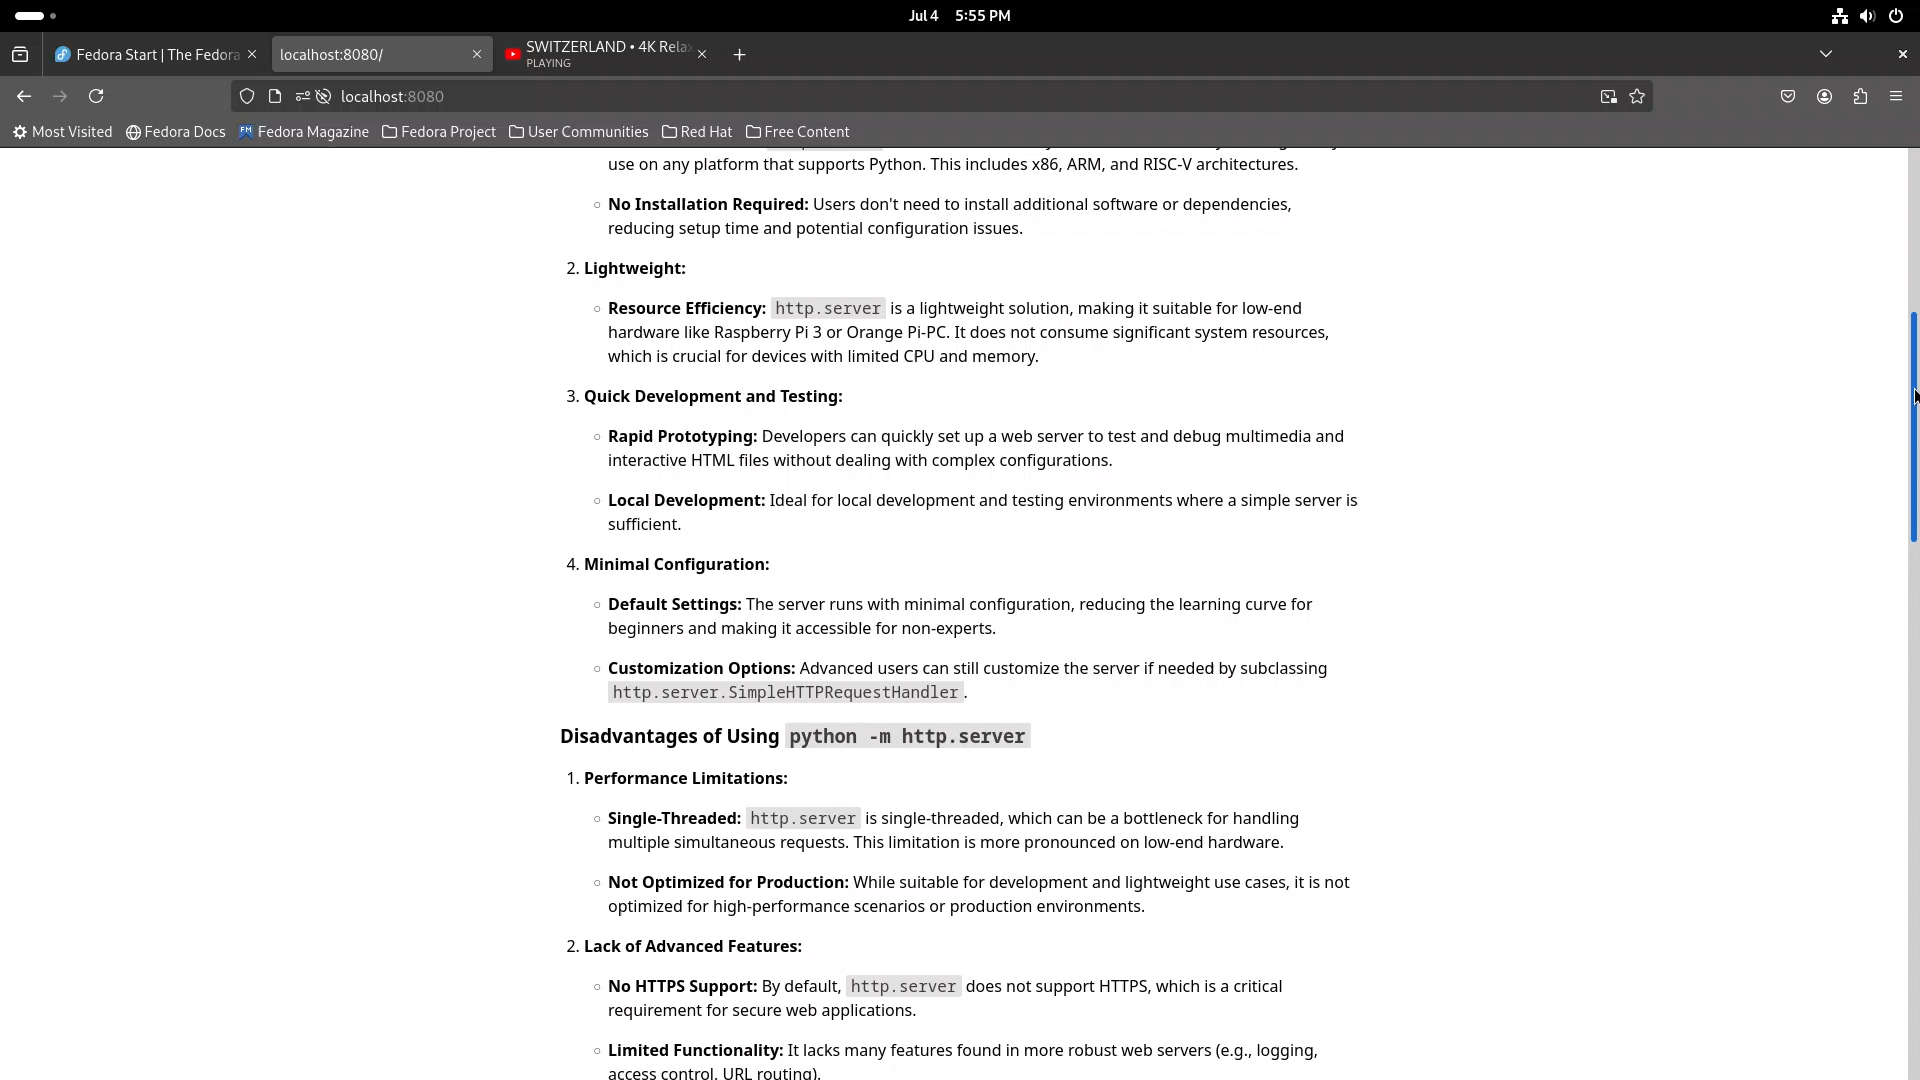 Jul 4 5:55 PM
Fedora Start | The Fedora
localhost:8080/
SWITZERLAND • 4K Rela
PLAYING
localhost:8080
Most Visited Fedora Docs Fedora Magazine Fedora Project User Communities Red Hat Free Content
use on any platform that supports Python. This includes x86, ARM, and RISC-V architectures.
◦ No Installation Required: Users don't need to install additional software or dependencies,
reducing setup time and potential configuration issues.
2. Lightweight:
◦ Resource Efficiency: http.server is a lightweight solution, making it suitable for low-end
hardware like Raspberry Pi 3 or Orange Pi-PC. It does not consume significant system resources,
which is crucial for devices with limited CPU and memory.
3. Quick Development and Testing:
◦ Rapid Prototyping: Developers can quickly set up a web server to test and debug multimedia and
interactive HTML files without dealing with complex configurations.
◦ Local Development: Ideal for local development and testing environments where a simple server is
sufficient.
4. Minimal Configuration:
◦ Default Settings: The server runs with minimal configuration, reducing the learning curve for
beginners and making it accessible for non-experts.
◦ Customization Options: Advanced users can still customize the server if needed by subclassing
http.server.SimpleHTTPRequestHandler.
Disadvantages of Using python -m http.server
1. Performance Limitations:
◦ Single-Threaded: http.server is single-threaded, which can be a bottleneck for handling
multiple simultaneous requests. This limitation is more pronounced on low-end hardware.
◦ Not Optimized for Production: While suitable for development and lightweight use cases, it is not
optimized for high-performance scenarios or production environments.
2. Lack of Advanced Features:
◦ No HTTPS Support: By default, http.server does not support HTTPS, which is a critical
requirement for secure web applications.
◦ Limited Functionality: It lacks many features found in more robust web servers (e.g., logging,
access control, URL routing).